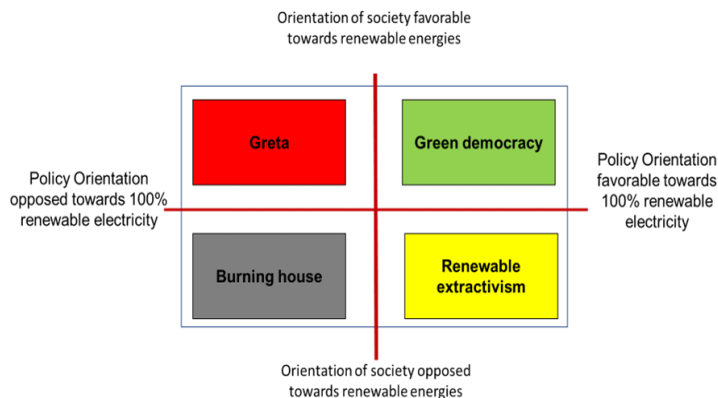 Orientation of society favorable
towards renewable energies
Greta
Green democracy
Policy Orientation
opposed towards 100%
renewable electricity
Policy Orientation
favorable towards
100% renewable
electricity
Burning house
Renewable
extractivism
Orientation of society opposed
towards renewable energies